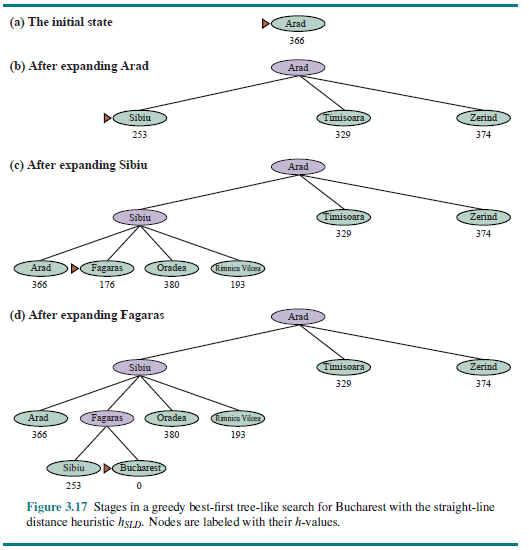 (a) The initial state
Arad
366
(b) After expanding Arad
Arad
Sibiu
Timisoara
Zerind
253
329
374
(c) After expanding Sibiu
Arad
Sibiu
Timisoara
Zerind
329
374
Arad
Fagaras
Oradea
Rimnicu Vilcea
366
176
380
193
(d) After expanding Fagaras
Arad
Sibiu
Timisoara
Zerind
329
374
Arad
Fagaras
Oradea
Rimnicu Vilcea
366
380
193
Sibiu
Bucharest
253
0
Figure 3.17 Stages in a greedy best-first tree-like search for Bucharest with the straight-line
distance heuristic hSLD. Nodes are labeled with their h-values.